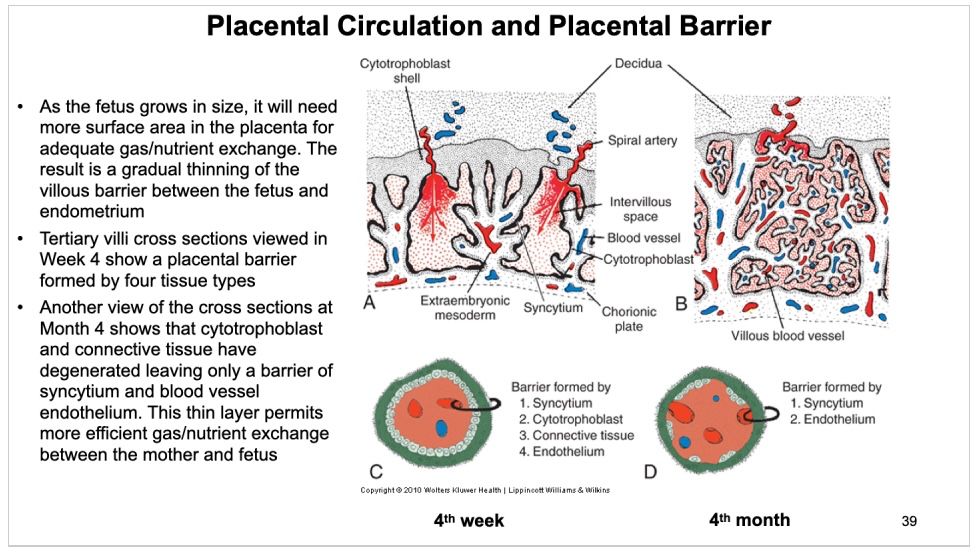 Placental Circulation and Placental Barrier
• As the fetus grows in size, it will need
more surface area in the placenta for
adequate gas/nutrient exchange. The
result is a gradual thinning of the
villous barrier between the fetus and
endometrium
• Tertiary villi cross sections viewed in
Week 4 show a placental barrier
formed by four tissue types
• Another view of the cross sections at
Month 4 shows that cytotrophoblast
and connective tissue have
degenerated leaving only a barrier of
syncytium and blood vessel
endothelium. This thin layer permits
more efficient gas/nutrient exchange
between the mother and fetus
Cytotrophoblast
shell
Decidua
Spiral artery
Intervillous
space
Blood vessel
Cytotrophoblast
A
Extraembryonic
mesoderm
Syncytium
Chorionic
plate
B
Villous blood vessel
Barrier formed by
1. Syncytium
2. Cytotrophoblast
3. Connective tissue
4. Endothelium
C
Barrier formed by
1. Syncytium
2. Endothelium
D
Copyright © 2010 Wolters Kluwer Health | Lippincott Williams & Wilkins
4th week
4th month
39